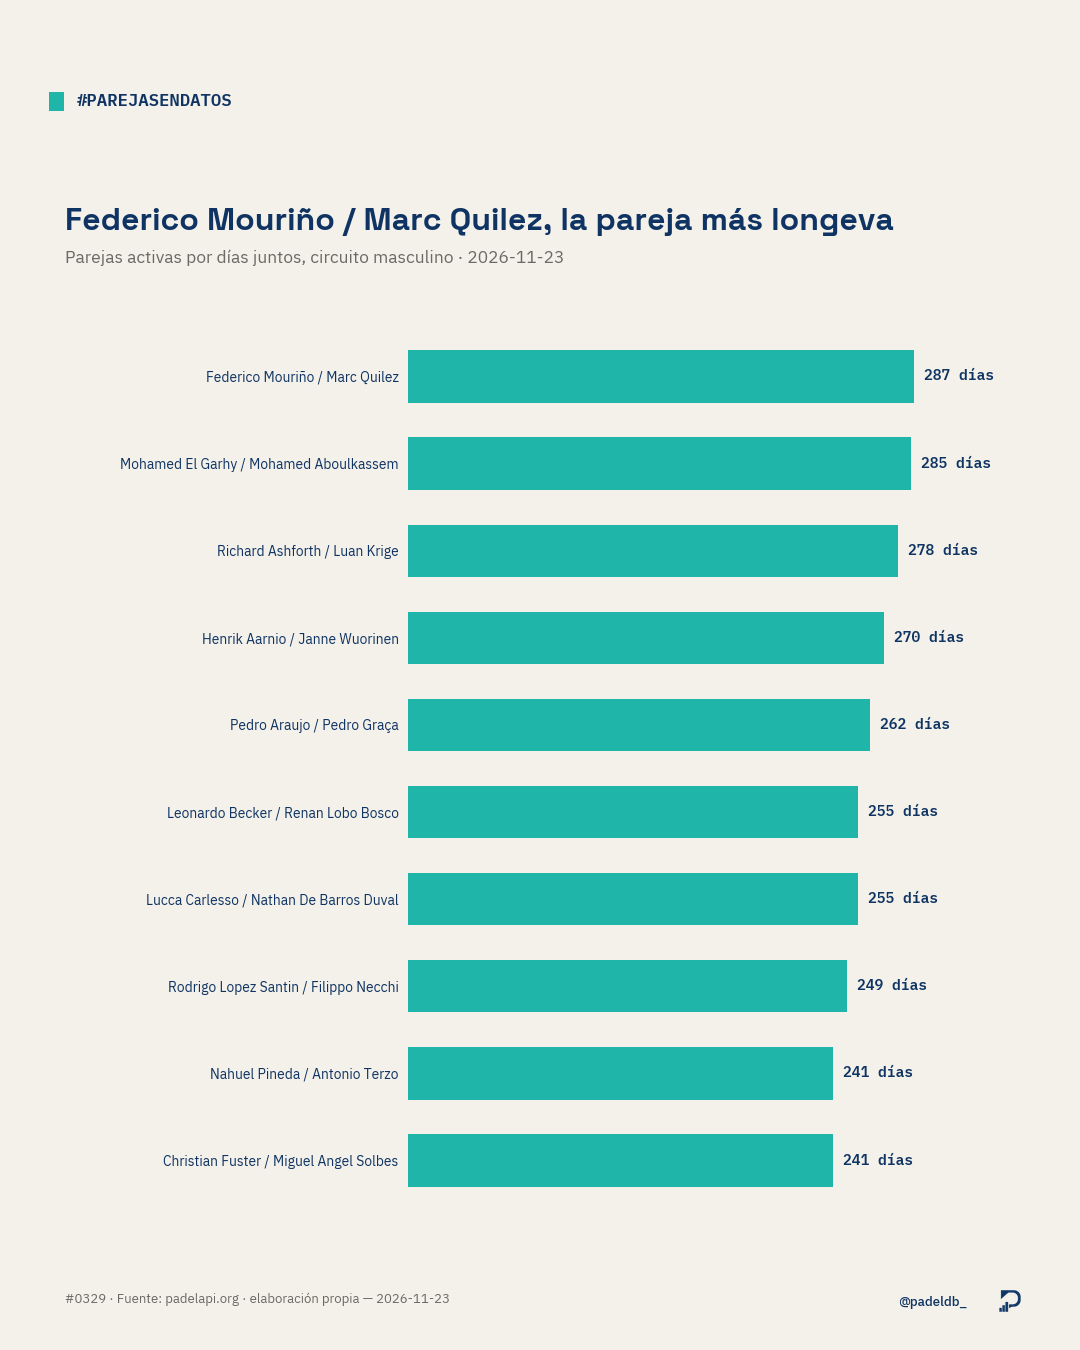 #PAREJASENDATOS
Federico Mouriño / Marc Quilez, la pareja más longeva
Parejas activas por días juntos, circuito masculino · 2026-11-23
Federico Mouriño / Marc Quilez 287 días
Mohamed El Garhy / Mohamed Aboulkassem 285 días
Richard Ashforth / Luan Krige 278 días
Henrik Aarnio / Janne Wuorinen 270 días
Pedro Araujo / Pedro Graça 262 días
Leonardo Becker / Renan Lobo Bosco 255 días
Lucca Carlesso / Nathan De Barros Duval 255 días
Rodrigo Lopez Santin / Filippo Necchi 249 días
Nahuel Pineda / Antonio Terzo 241 días
Christian Fuster / Miguel Angel Solbes 241 días
#0329 · Fuente: padelapi.org · elaboración propia — 2026-11-23
@padeldb_